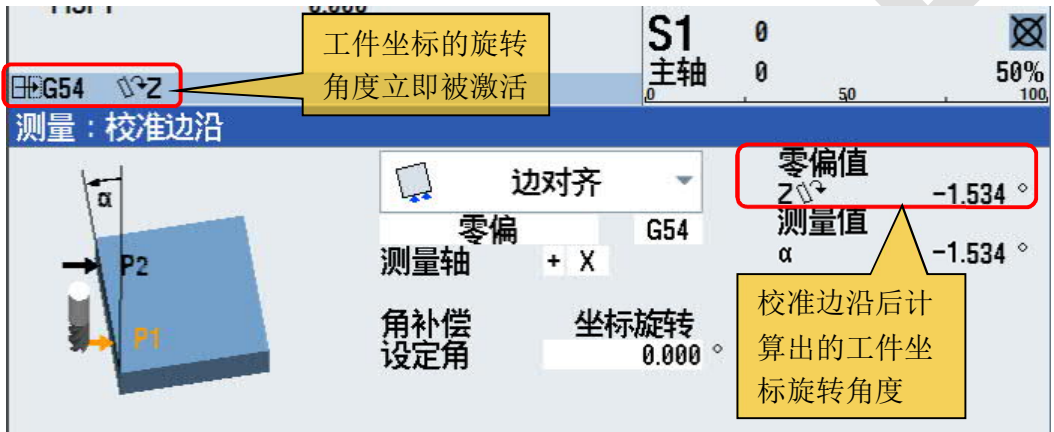 0.000
工件坐标的旋转
角度立即被激活
S1 0
主轴 0 50%
0 50 100
G54 Z
测量：校准边沿
α
P2
P1
边对齐
零偏 G54
测量轴 + X
角补偿 坐标旋转
设定角 0.000 °
零偏值
Z -1.534 °
测量值
α -1.534 °
校准边沿后计
算出的工件坐
标旋转角度